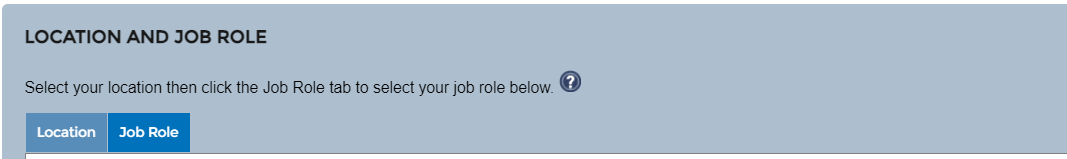 LOCATION AND JOB ROLE
Select your location then click the Job Role tab to select your job role below. ?
Location Job Role